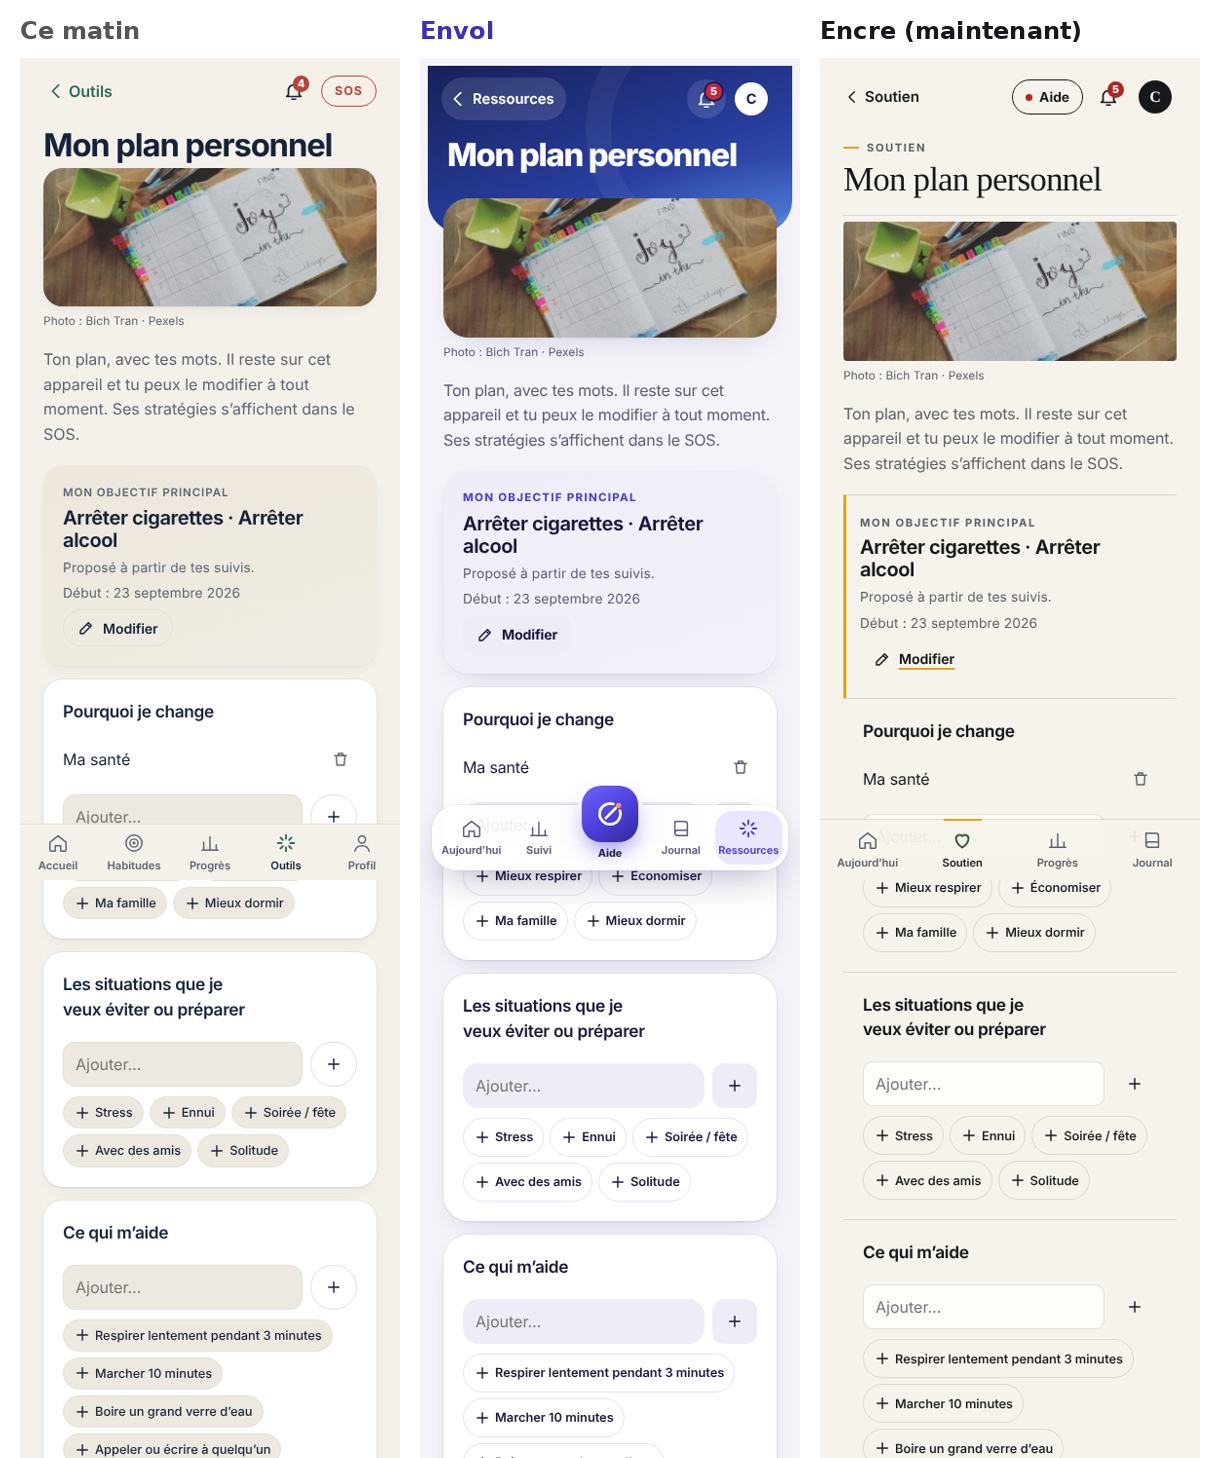 Ce matin
Outils
4
SOS
Mon plan personnel
FIND
Joy
in the
Photo : Bich Tran · Pexels
Ton plan, avec tes mots. Il reste sur cet
appareil et tu peux le modifier à tout
moment. Ses stratégies s’affichent dans le
SOS.
MON OBJECTIF PRINCIPAL
Arrêter cigarettes · Arrêter
alcool
Proposé à partir de tes suivis.
Début : 23 septembre 2026
Modifier
Pourquoi je change
Ma santé
Ajouter…
Accueil
Habitudes
Progrès
Outils
Profil
Ma famille
Mieux dormir
Les situations que je
veux éviter ou préparer
Ajouter…
Stress
Ennui
Soirée / fête
Avec des amis
Solitude
Ce qui m’aide
Ajouter…
Respirer lentement pendant 3 minutes
Marcher 10 minutes
Boire un grand verre d’eau
Appeler ou écrire à quelqu’un
Envol
Ressources
5
C
Mon plan personnel
FIND
Joy
in the
Photo : Bich Tran · Pexels
Ton plan, avec tes mots. Il reste sur cet
appareil et tu peux le modifier à tout moment.
Ses stratégies s’affichent dans le SOS.
MON OBJECTIF PRINCIPAL
Arrêter cigarettes · Arrêter
alcool
Proposé à partir de tes suivis.
Début : 23 septembre 2026
Modifier
Pourquoi je change
Ma santé
Ajouter…
Aujourd’hui
Suivi
Aide
Journal
Ressources
Mieux respirer
Économiser
Ma famille
Mieux dormir
Les situations que je
veux éviter ou préparer
Ajouter…
Stress
Ennui
Soirée / fête
Avec des amis
Solitude
Ce qui m’aide
Ajouter…
Respirer lentement pendant 3 minutes
Marcher 10 minutes
Encre (maintenant)
Soutien
Aide
5
C
SOUTIEN
Mon plan personnel
FIND
Joy
in the
Photo : Bich Tran · Pexels
Ton plan, avec tes mots. Il reste sur cet
appareil et tu peux le modifier à tout moment.
Ses stratégies s’affichent dans le SOS.
MON OBJECTIF PRINCIPAL
Arrêter cigarettes · Arrêter
alcool
Proposé à partir de tes suivis.
Début : 23 septembre 2026
Modifier
Pourquoi je change
Ma santé
Ajouter…
Aujourd’hui
Soutien
Progrès
Journal
Mieux respirer
Économiser
Ma famille
Mieux dormir
Les situations que je
veux éviter ou préparer
Ajouter…
Stress
Ennui
Soirée / fête
Avec des amis
Solitude
Ce qui m’aide
Ajouter…
Respirer lentement pendant 3 minutes
Marcher 10 minutes
Boire un grand verre d’eau